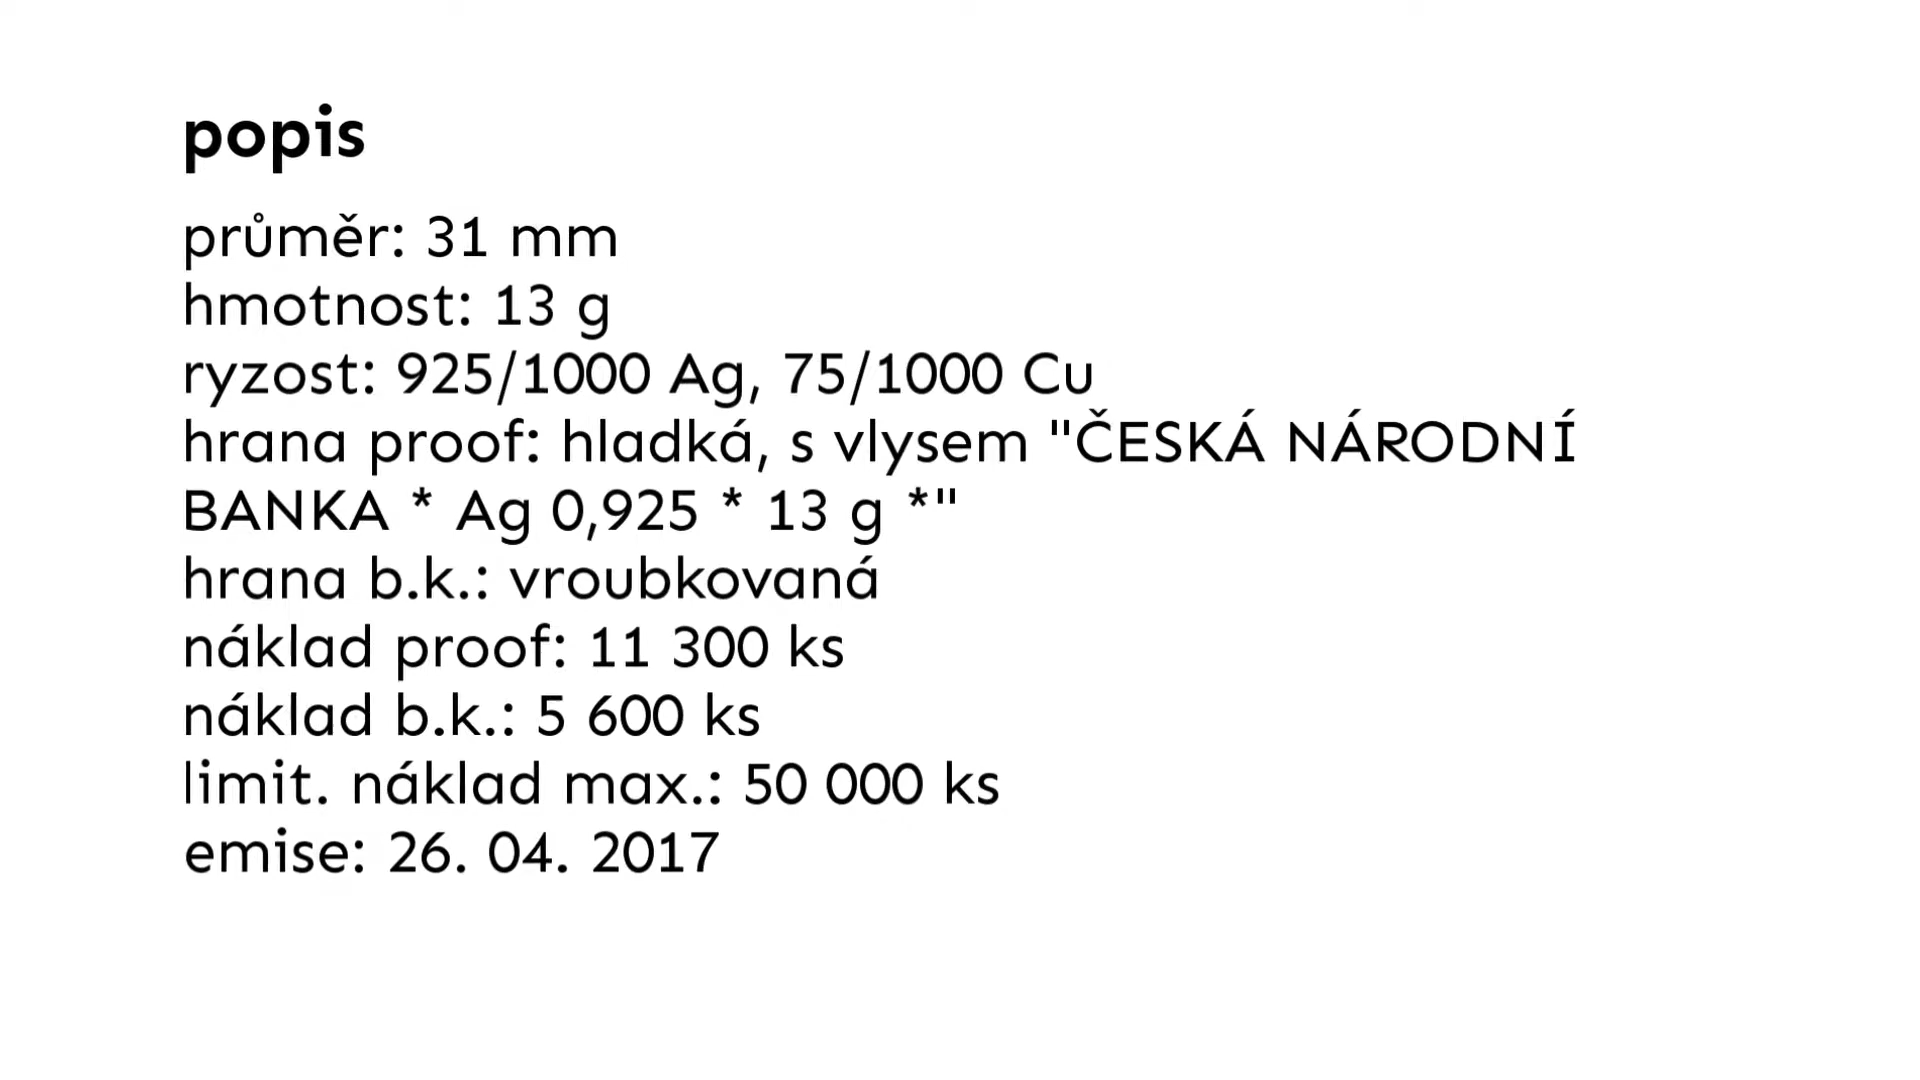 popis
průměr: 31 mm
hmotnost: 13 g
ryzost: 925/1000 Ag, 75/1000 Cu
hrana proof: hladká, s vlysem "ČESKÁ NÁRODNÍ
BANKA * Ag 0,925 * 13 g *"
hrana b.k.: vroubkovaná
náklad proof: 11 300 ks
náklad b.k.: 5 600 ks
limit. náklad max.: 50 000 ks
emise: 26. 04. 2017